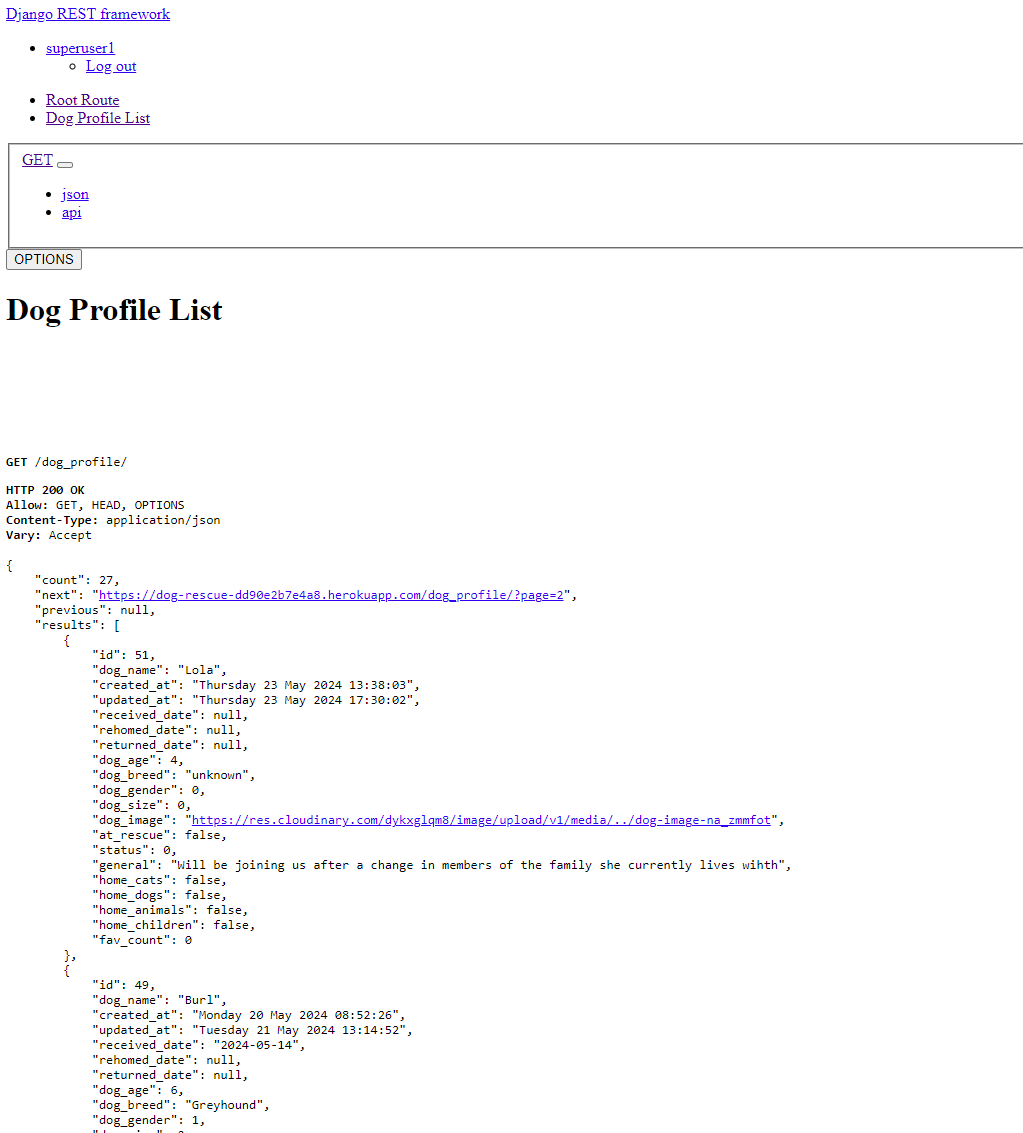 Django REST framework
superuser1
Log out
Root Route
Dog Profile List
GET
json
api
OPTIONS
Dog Profile List
GET /dog_profile/
HTTP 200 OK
Allow: GET, HEAD, OPTIONS
Content-Type: application/json
Vary: Accept
{
"count": 27,
"next": "https://dog-rescue-dd90e2b7e4a8.herokuapp.com/dog_profile/?page=2",
"previous": null,
"results": [
{
"id": 51,
"dog_name": "Lola",
"created_at": "Thursday 23 May 2024 13:38:03",
"updated_at": "Thursday 23 May 2024 17:30:02",
"received_date": null,
"rehomed_date": null,
"returned_date": null,
"dog_age": 4,
"dog_breed": "unknown",
"dog_gender": 0,
"dog_size": 0,
"dog_image": "https://res.cloudinary.com/dykxglqm8/image/upload/v1/media/../dog-image-na_zmmfot",
"at_rescue": false,
"status": 0,
"general": "Will be joining us after a change in members of the family she currently lives wihth",
"home_cats": false,
"home_dogs": false,
"home_animals": false,
"home_children": false,
"fav_count": 0
},
{
"id": 49,
"dog_name": "Burl",
"created_at": "Monday 20 May 2024 08:52:26",
"updated_at": "Tuesday 21 May 2024 13:14:52",
"received_date": "2024-05-14",
"rehomed_date": null,
"returned_date": null,
"dog_age": 6,
"dog_breed": "Greyhound",
"dog_gender": 1,